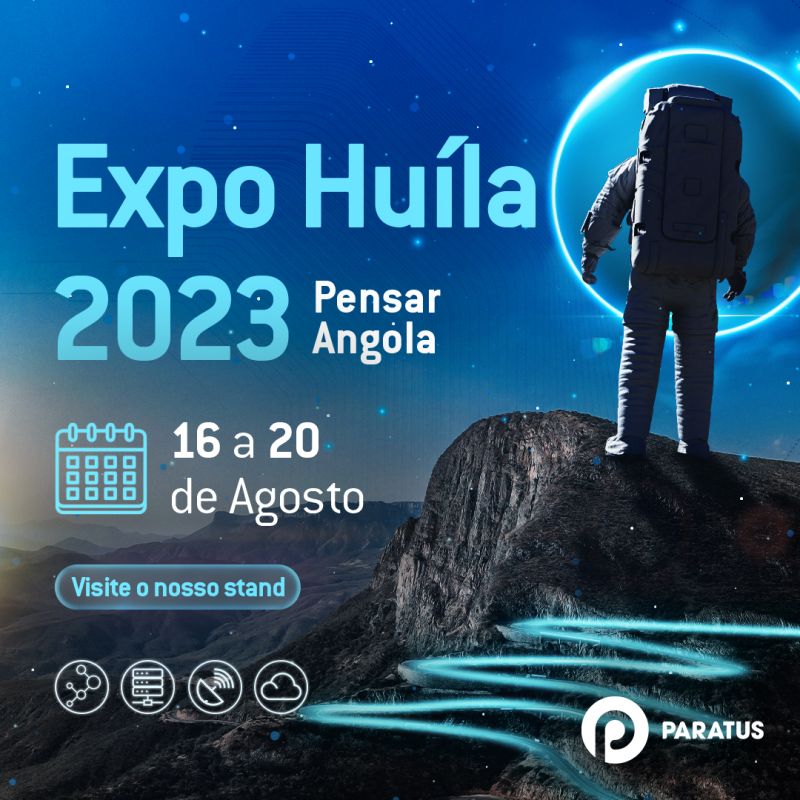 Expo Huíla
2023
Pensar
Angola
16 a 20
de Agosto
Visite o nosso stand
PARATUS